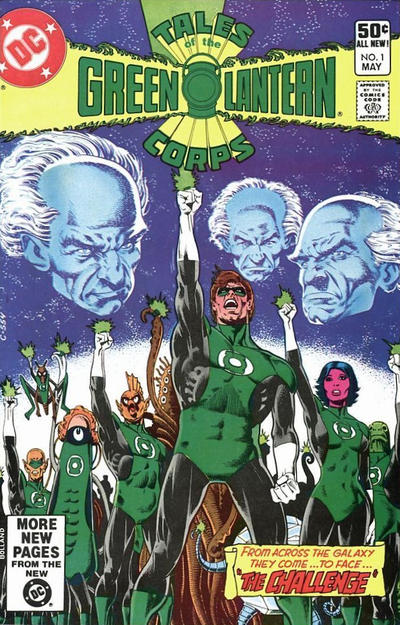 DC
TALES
of the
GREEN LANTERN
CORPS
50¢
ALL NEW!
NO. 1
MAY
APPROVED
BY THE
COMICS
CODE
AUTHORITY
BOLLAND
MORE
NEW
PAGES
FROM THE
NEW
DC
FROM ACROSS THE GALAXY
THEY COME...TO FACE...
"THE CHALLENGE"